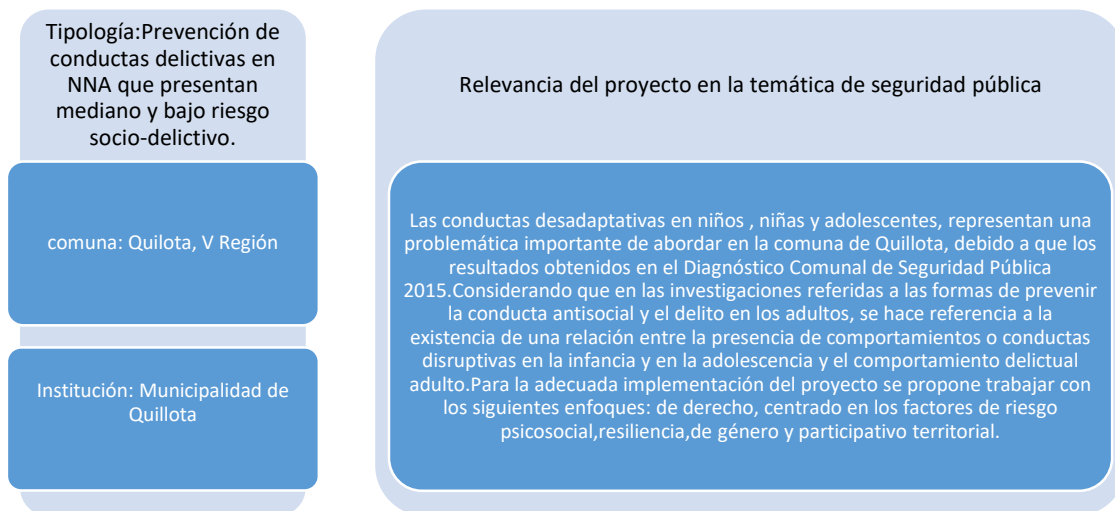 Tipología:Prevención de
conductas delictivas en
NNA que presentan
mediano y bajo riesgo
socio-delictivo.
comuna: Quilota, V Región
Institución: Municipalidad de
Quillota
Relevancia del proyecto en la temática de seguridad pública
Las conductas desadaptativas en niños , niñas y adolescentes, representan una
problemática importante de abordar en la comuna de Quillota, debido a que los
resultados obtenidos en el Diagnóstico Comunal de Seguridad Pública
2015.Considerando que en las investigaciones referidas a las formas de prevenir
la conducta antisocial y el delito en los adultos, se hace referencia a la
existencia de una relación entre la presencia de comportamientos o conductas
disruptivas en la infancia y en la adolescencia y el comportamiento delictual
adulto.Para la adecuada implementación del proyecto se propone trabajar con
los siguientes enfoques: de derecho, centrado en los factores de riesgo
psicosocial,resiliencia,de género y participativo territorial.